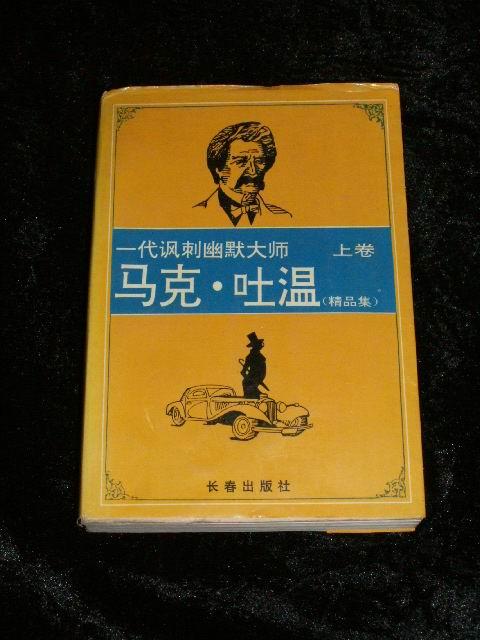 一代讽刺幽默大师 上卷
马克·吐温（精品集）
长春出版社